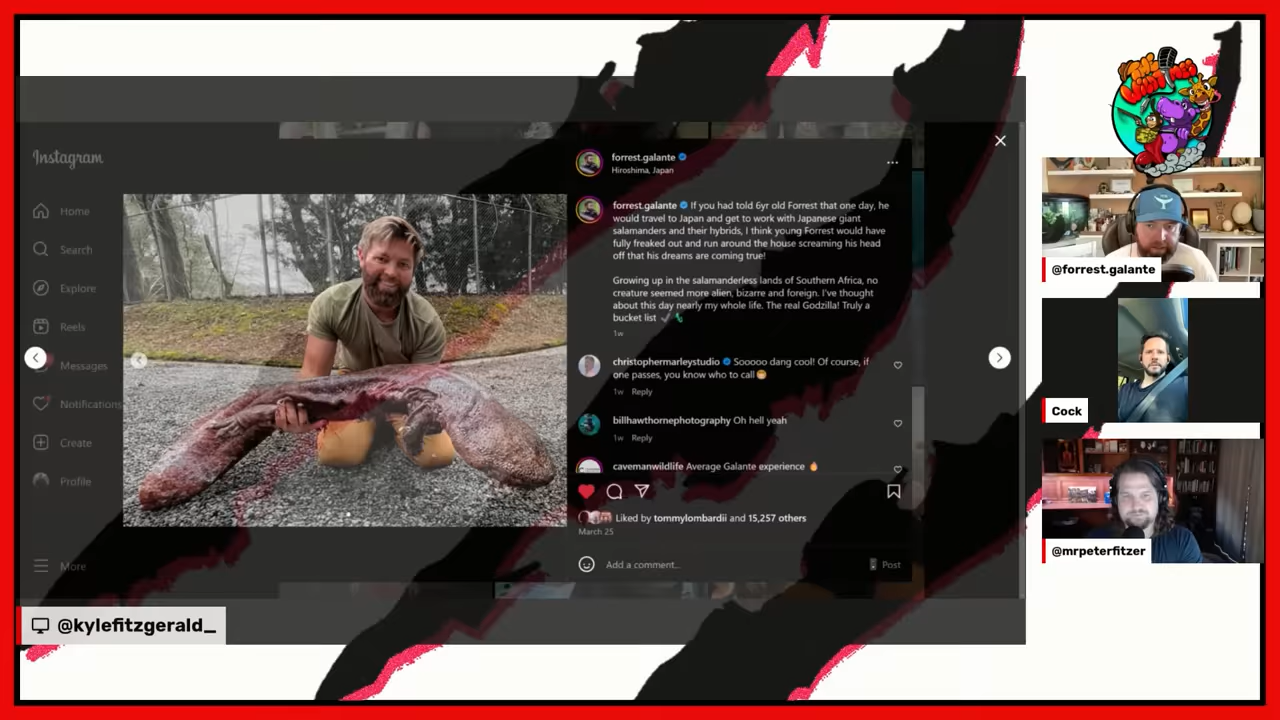 THE
WILD TIMES
Instagram
Home
Search
Explore
Reels
Messages
Notifications
Create
Profile
More
forrest.galante
Hiroshima, Japan
forrest.galante If you had told 6yr old Forrest that one day, he
would travel to Japan and get to work with Japanese giant
salamanders and their hybrids, I think young Forrest would have
fully freaked out and run around the house screaming his head
off that his dreams are coming true!
Growing up in the salamanderless lands of Southern Africa, no
creature seemed more alien, bizarre and foreign. I've thought
about this day nearly my whole life. The real Godzilla! Truly a
bucket list ✔️ 🦎
1w
christophermarleystudio Sooooo dang cool! Of course, if
one passes, you know who to call😁
1w Reply
billhawthornephotography Oh hell yeah
1w Reply
cavemanwildlife Average Galante experience 🔥
Liked by tommylombardii and 15,257 others
March 25
Add a comment...
Post
@kylefitzgerald_
@forrest.galante
Cock
@mrpeterfitzer